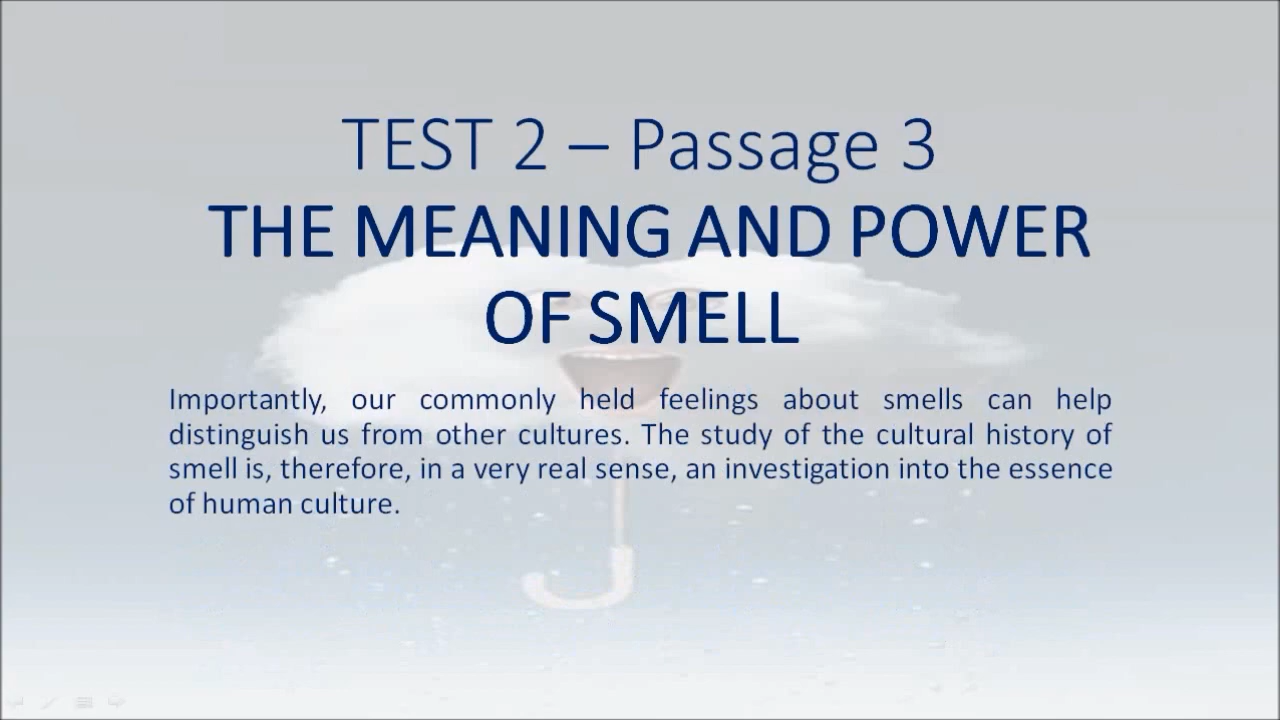 TEST 2 – Passage 3
THE MEANING AND POWER
OF SMELL
Importantly, our commonly held feelings about smells can help
distinguish us from other cultures. The study of the cultural history of
smell is, therefore, in a very real sense, an investigation into the essence
of human culture.